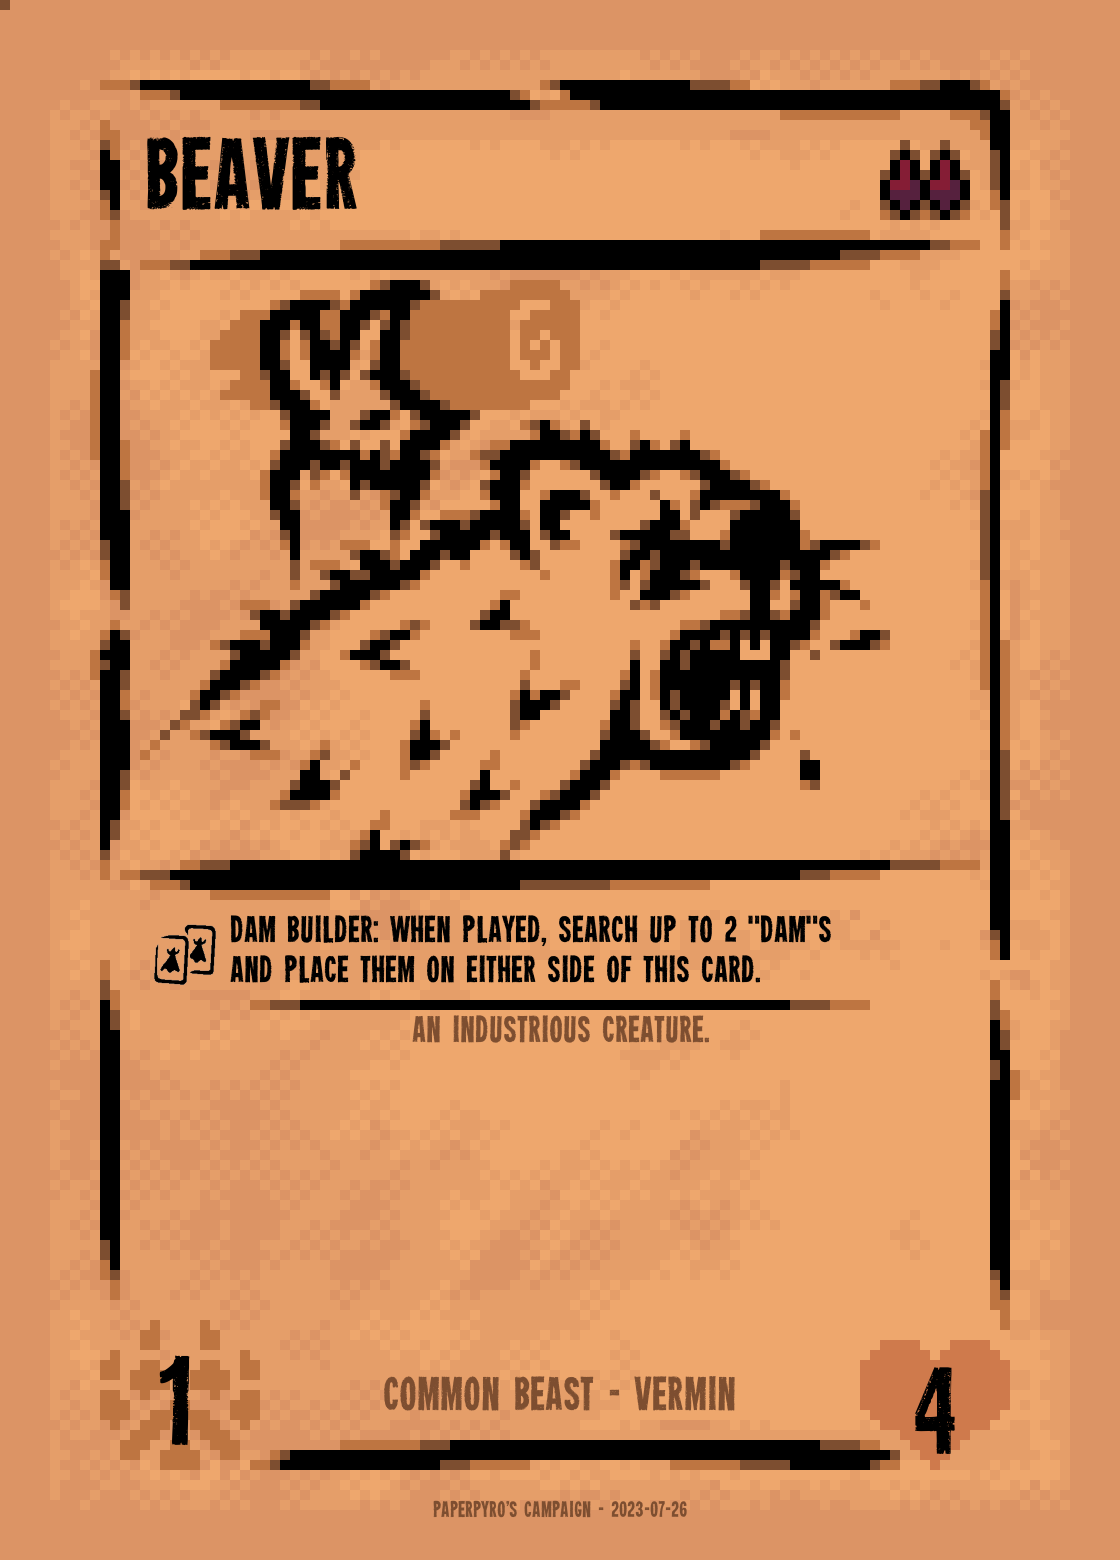 BEAVER
DAM BUILDER: WHEN PLAYED, SEARCH UP TO 2 "DAM"S
AND PLACE THEM ON EITHER SIDE OF THIS CARD.
AN INDUSTRIOUS CREATURE.
1
COMMON BEAST - VERMIN
4
PAPERPYRO'S CAMPAIGN - 2023-07-26